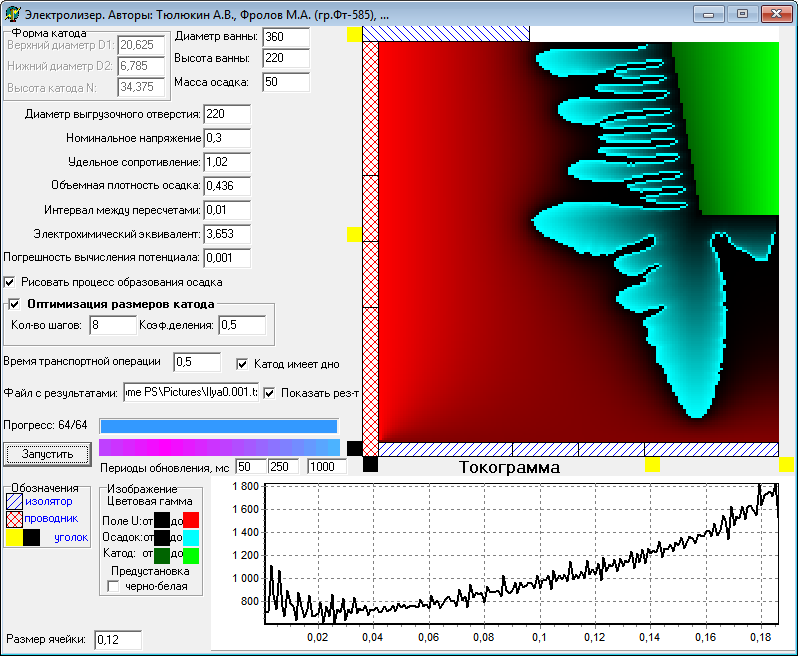 Электролизер. Авторы: Тюлюкин А.В., Фролов М.А. (гр.Фт-585), ...
Форма катода
Верхний диаметр D1: 20,625
Нижний диаметр D2: 6,785
Высота катода N: 34,375
Диаметр ванны: 360
Высота ванны: 220
Масса осадка: 50
Диаметр выгрузочного отверстия: 220
Номинальное напряжение 0,3
Удельное сопротивление: 1,02
Объемная плотность осадка: 0,436
Интервал между пересчетами: 0,01
Электрохимический эквивалент: 3,653
Погрешность вычисления потенциала: 0,001
Рисовать процесс образования осадка
Оптимизация размеров катода
Кол-во шагов: 8 Коэф.деления: 0,5
Время транспортной операции 0,5 Катод имеет дно
Файл с результатами: ome PS\Pictures\Ilya0.001.t: Показать рез-т
Прогресс: 64/64
Запустить
Периоды обновления, мс 50 250 1000
Обозначения
изолятор
проводник
уголок
Изображение
Цветовая гамма
Поле U: от до
Осадок: от до
Катод: от до
Предустановка
черно-белая
Размер ячейки: 0,12
Токограмма
1 800
1 600
1 400
1 200
1 000
800
0,02 0,04 0,06 0,08 0,1 0,12 0,14 0,16 0,18